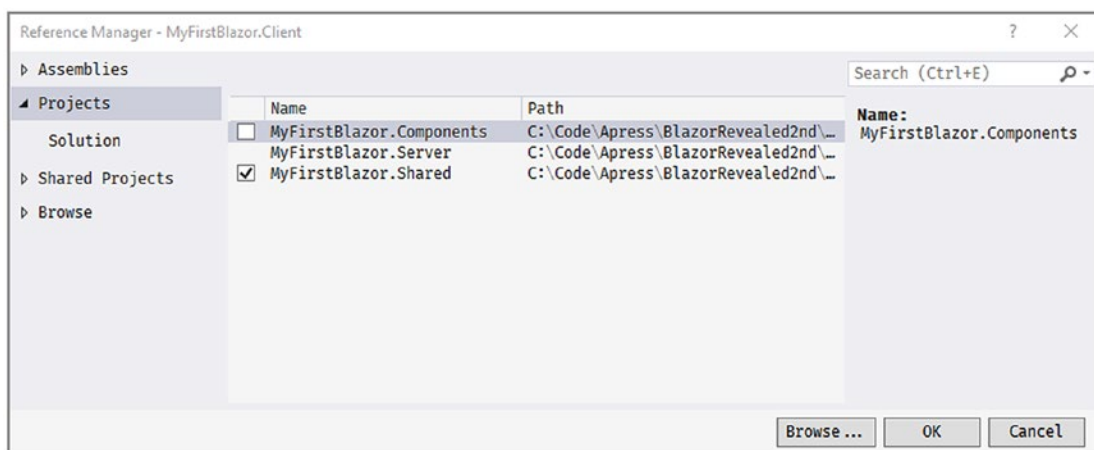 Reference Manager - MyFirstBlazor.Client ?
Assemblies
Projects
Solution
Shared Projects
Browse
Name Path
MyFirstBlazor.Components C:\Code\Apress\BlazorRevealed2nd\…
MyFirstBlazor.Server C:\Code\Apress\BlazorRevealed2nd\…
MyFirstBlazor.Shared C:\Code\Apress\BlazorRevealed2nd\…
Search (Ctrl+E)
Name:
MyFirstBlazor.Components
Browse ... OK Cancel